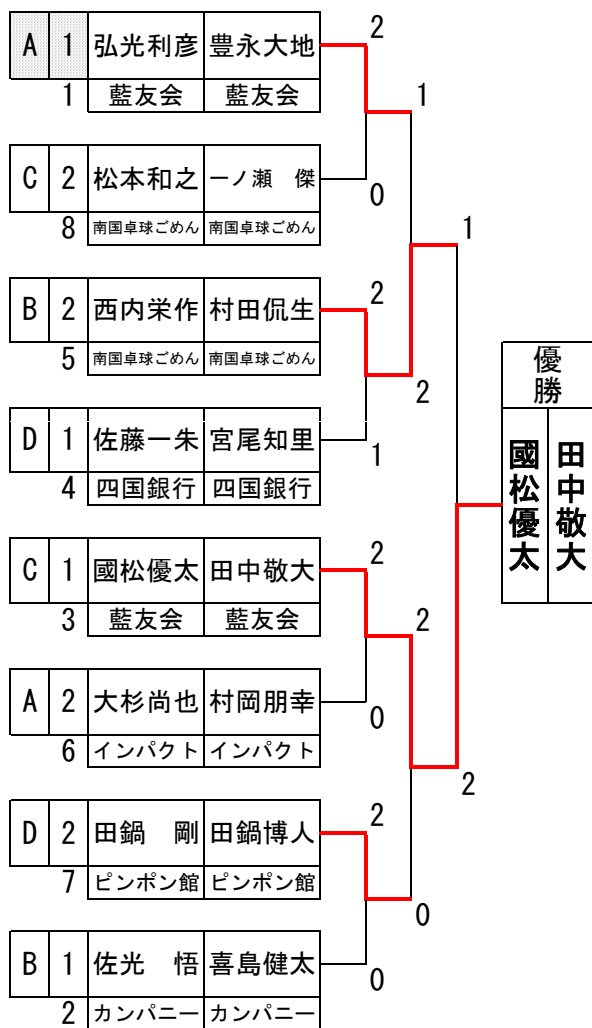 A 1 弘光利彦 豊永大地
1 藍友会 藍友会
2
1
C 2 松本和之 一ノ瀬　傑
8 南国卓球ごめん 南国卓球ごめん
0
1
B 2 西内栄作 村田侃生
5 南国卓球ごめん 南国卓球ごめん
2
2
D 1 佐藤一朱 宮尾知里
4 四国銀行 四国銀行
1
優勝
國松優太
田中敬大
C 1 國松優太 田中敬大
3 藍友会 藍友会
2
2
A 2 大杉尚也 村岡朋幸
6 インパクト インパクト
0
2
D 2 田鍋　剛 田鍋博人
7 ピンポン館 ピンポン館
2
0
B 1 佐光　悟 喜島健太
2 カンパニー カンパニー
0